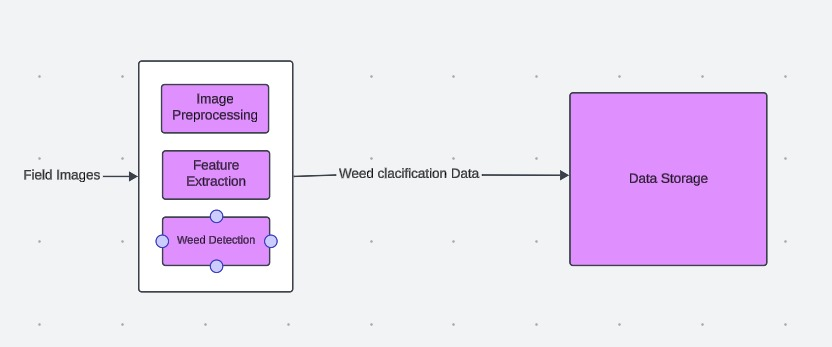 Image
Preprocessing
Feature
Extraction
Field Images
Weed clacification Data
Data Storage
Weed Detection